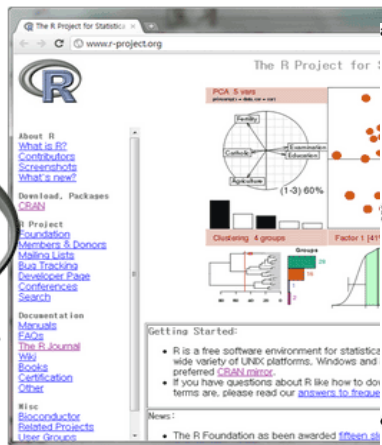 The R Project for Statistica
www.r-project.org
R
The R Project for
About R
What is R?
Contributors
Screenshots
What's new?
Download, Packages
CRAN
R Project
Foundation
Members & Donors
Mailing Lists
Bug Tracking
Developer Page
Conferences
Search
Documentation
Manuals
FAQs
The R Journal
Wiki
Books
Certification
Other
Misc
Bioconductor
Related Projects
User Groups
PCA 5 vars
Fertility
Catholic
Examination
Education
Agriculture
(1-3) 60%
Clustering 4 groups
Factor 1 [41%
Groups
Getting Started:
R is a free software environment for statistica
wide variety of UNIX platforms, Windows and
preferred CRAN mirror.
If you have questions about R like how to do
terms are, please read our answers to freque
News:
The R Foundation has been awarded fifteen sl